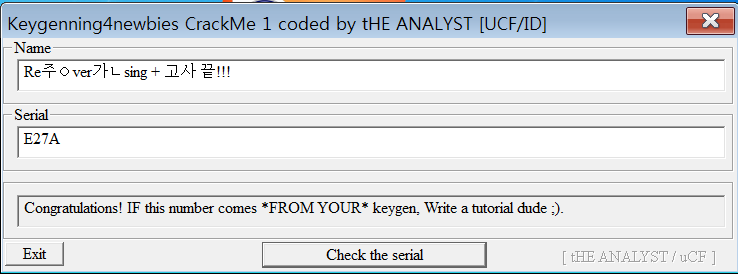 Keygenning4newbies CrackMe 1 coded by tHE ANALYST [UCF/ID]
Name
Re주ㅇver가ㄴsing + 고사 끝!!!
Serial
E27A
Congratulations! IF this number comes *FROM YOUR* keygen, Write a tutorial dude ;).
Exit
Check the serial
[ tHE ANALYST / uCF ]